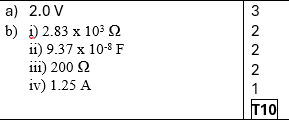 a) 2.0 V 3
b) i) 2.83 x 10³ Ω 2
ii) 9.37 x 10⁻⁸ F 2
iii) 200 Ω 2
iv) 1.25 A 1
T10